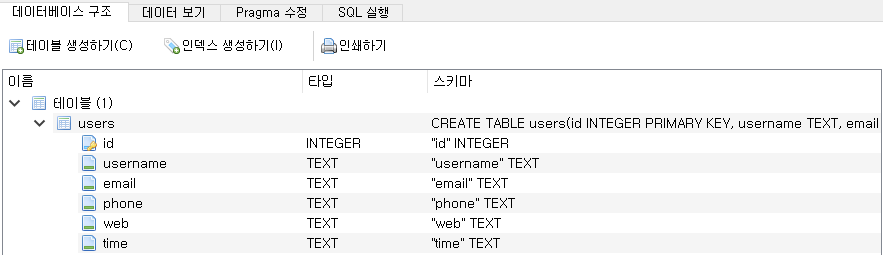 데이터베이스 구조 데이터 보기 Pragma 수정 SQL 실행
테이블 생성하기(C) 인덱스 생성하기(I) 인쇄하기
이름 타입 스키마
테이블 (1)
users CREATE TABLE users(id INTEGER PRIMARY KEY, username TEXT, email
id INTEGER "id" INTEGER
username TEXT "username" TEXT
email TEXT "email" TEXT
phone TEXT "phone" TEXT
web TEXT "web" TEXT
time TEXT "time" TEXT